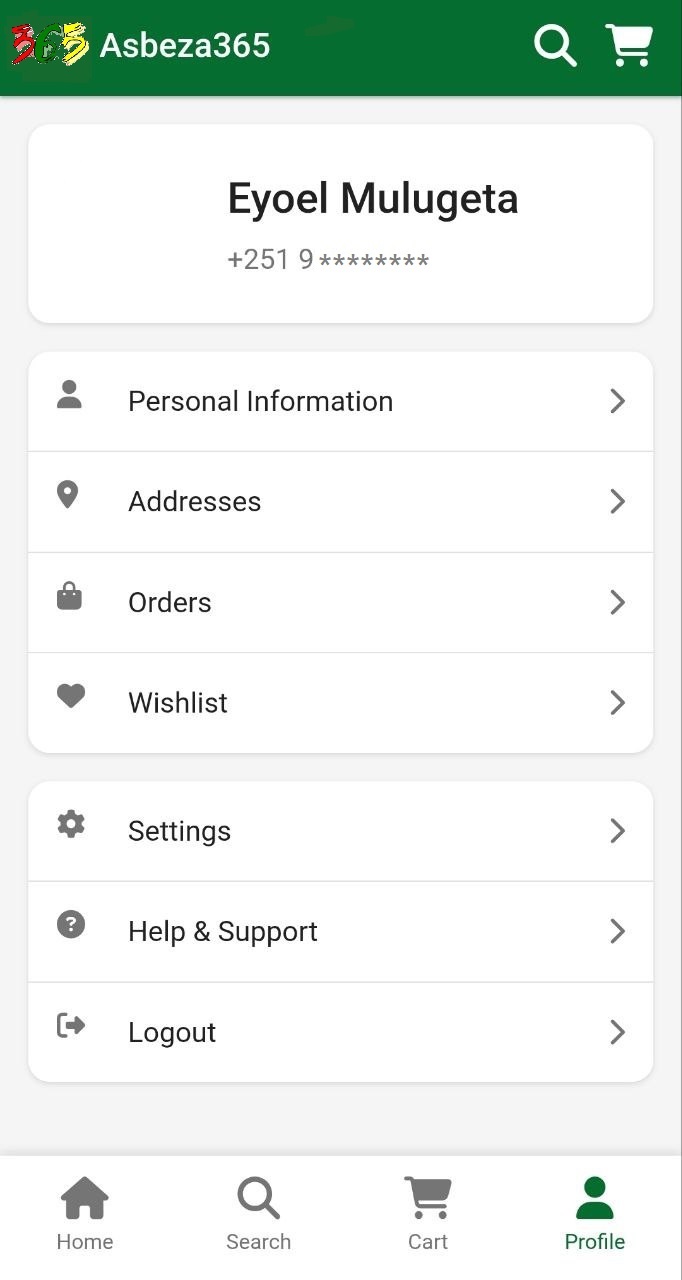 365 Asbeza365
Eyoel Mulugeta
+251 9********
Personal Information
Addresses
Orders
Wishlist
Settings
Help & Support
Logout
Home Search Cart Profile